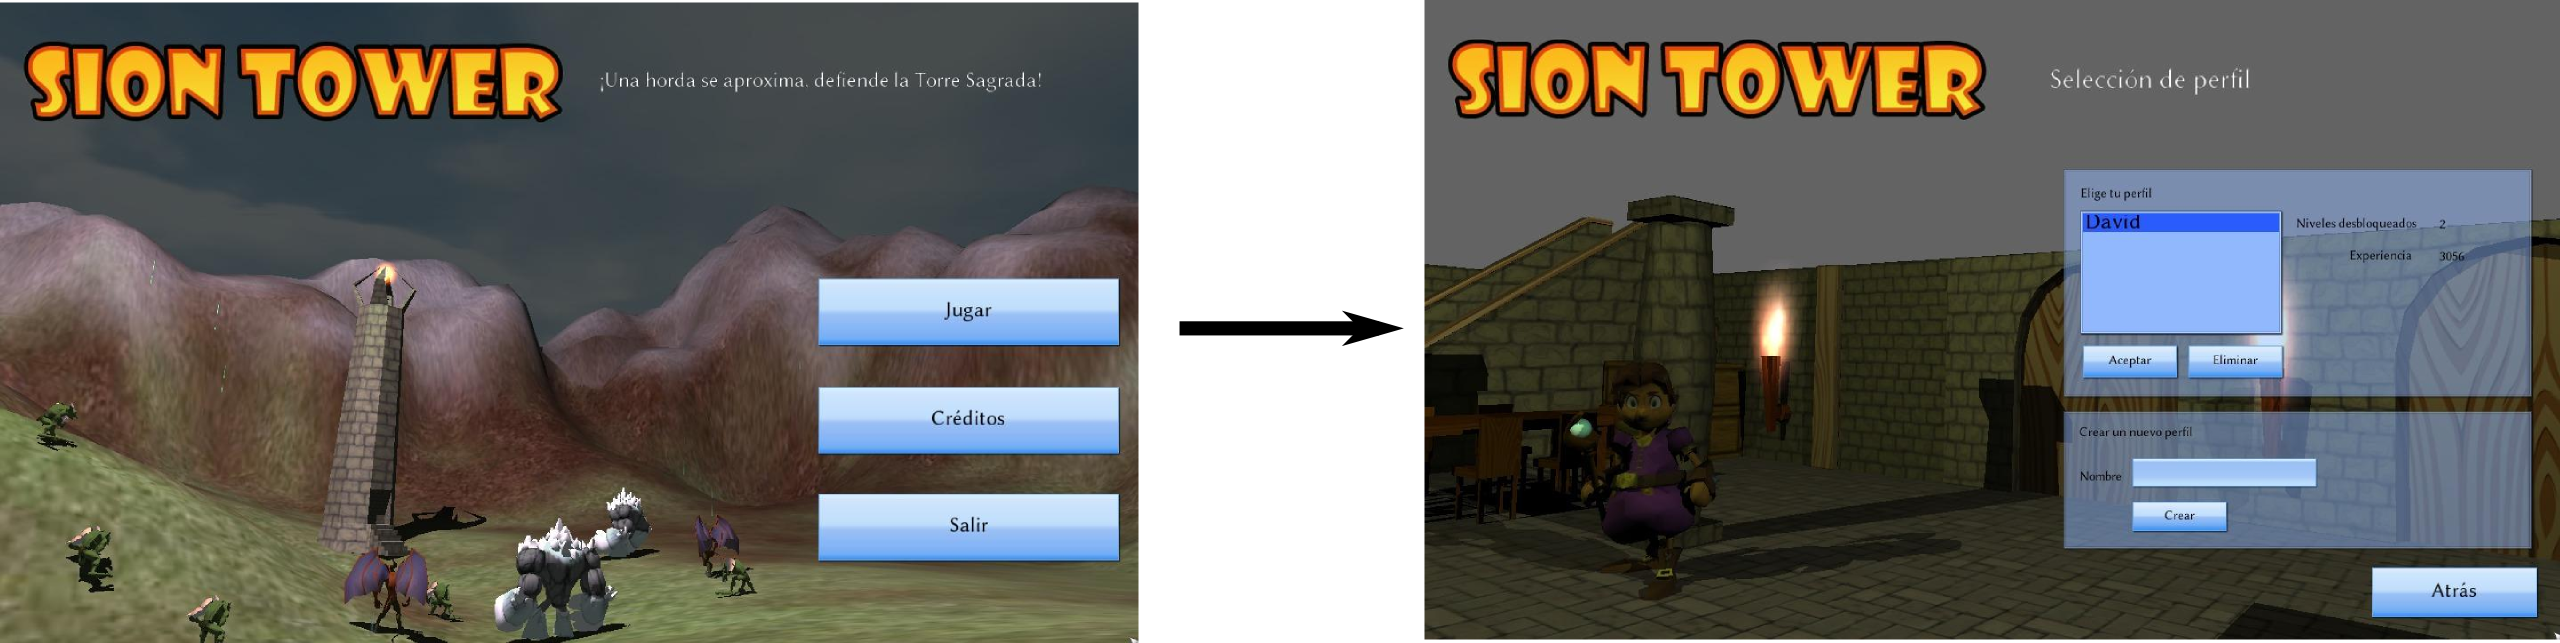 SION TOWER
¡Una horda se aproxima, defiende la Torre Sagrada!
Jugar
Créditos
Salir
SION TOWER
Selección de perfil
Elige tu perfil
David
Niveles desbloqueados 2
Experiencia 3056
Aceptar
Eliminar
Crear un nuevo perfil
Nombre
Crear
Atrás